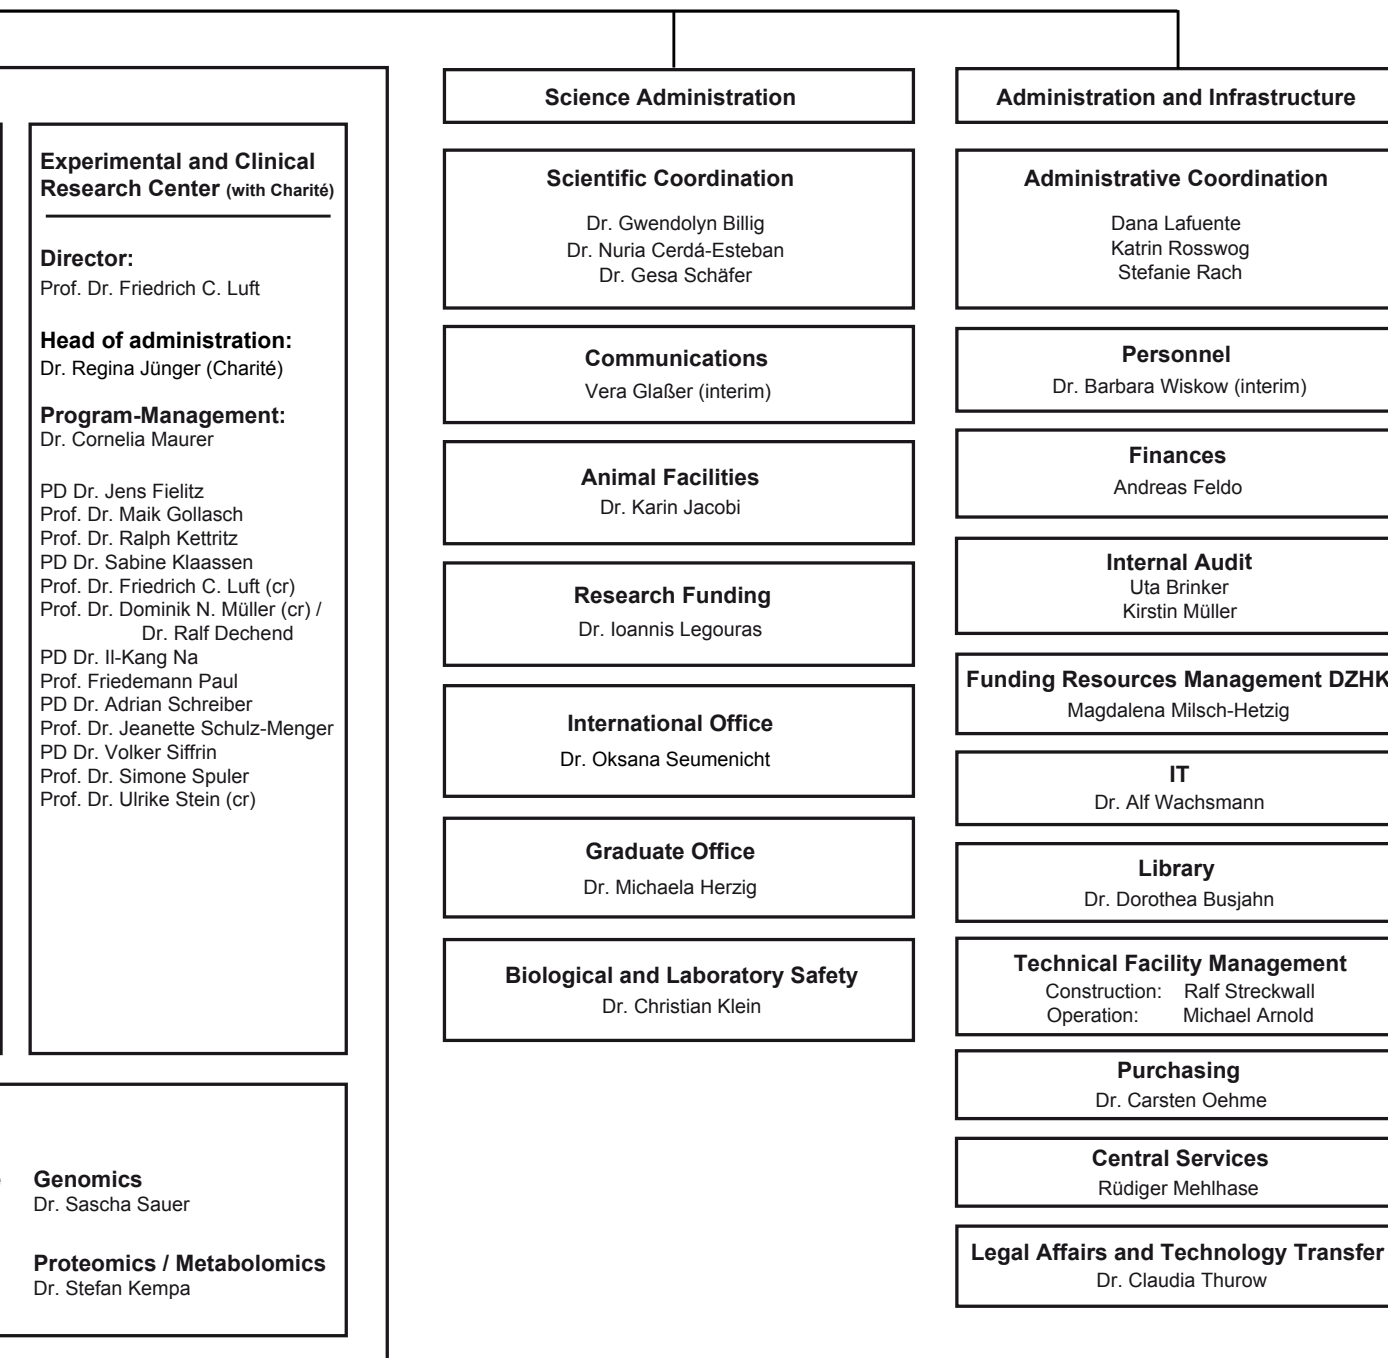 Experimental and Clinical
Research Center (with Charité)
Director:
Prof. Dr. Friedrich C. Luft
Head of administration:
Dr. Regina Jünger (Charité)
Program-Management:
Dr. Cornelia Maurer
PD Dr. Jens Fielitz
Prof. Dr. Maik Gollasch
Prof. Dr. Ralph Kettritz
PD Dr. Sabine Klaassen
Prof. Dr. Friedrich C. Luft (cr)
Prof. Dr. Dominik N. Müller (cr) /
Dr. Ralf Dechend
PD Dr. Il-Kang Na
Prof. Friedemann Paul
PD Dr. Adrian Schreiber
Prof. Dr. Jeanette Schulz-Menger
PD Dr. Volker Siffrin
Prof. Dr. Simone Spuler
Prof. Dr. Ulrike Stein (cr)
Genomics
Dr. Sascha Sauer
Proteomics / Metabolomics
Dr. Stefan Kempa
Science Administration
Scientific Coordination
Dr. Gwendolyn Billig
Dr. Nuria Cerdá-Esteban
Dr. Gesa Schäfer
Communications
Vera Glaßer (interim)
Animal Facilities
Dr. Karin Jacobi
Research Funding
Dr. Ioannis Legouras
International Office
Dr. Oksana Seumenicht
Graduate Office
Dr. Michaela Herzig
Biological and Laboratory Safety
Dr. Christian Klein
Administration and Infrastructure
Administrative Coordination
Dana Lafuente
Katrin Rosswog
Stefanie Rach
Personnel
Dr. Barbara Wiskow (interim)
Finances
Andreas Feldo
Internal Audit
Uta Brinker
Kirstin Müller
Funding Resources Management DZHK
Magdalena Milsch-Hetzig
IT
Dr. Alf Wachsmann
Library
Dr. Dorothea Busjahn
Technical Facility Management
Construction: Ralf Streckwall
Operation: Michael Arnold
Purchasing
Dr. Carsten Oehme
Central Services
Rüdiger Mehlhase
Legal Affairs and Technology Transfer
Dr. Claudia Thurow